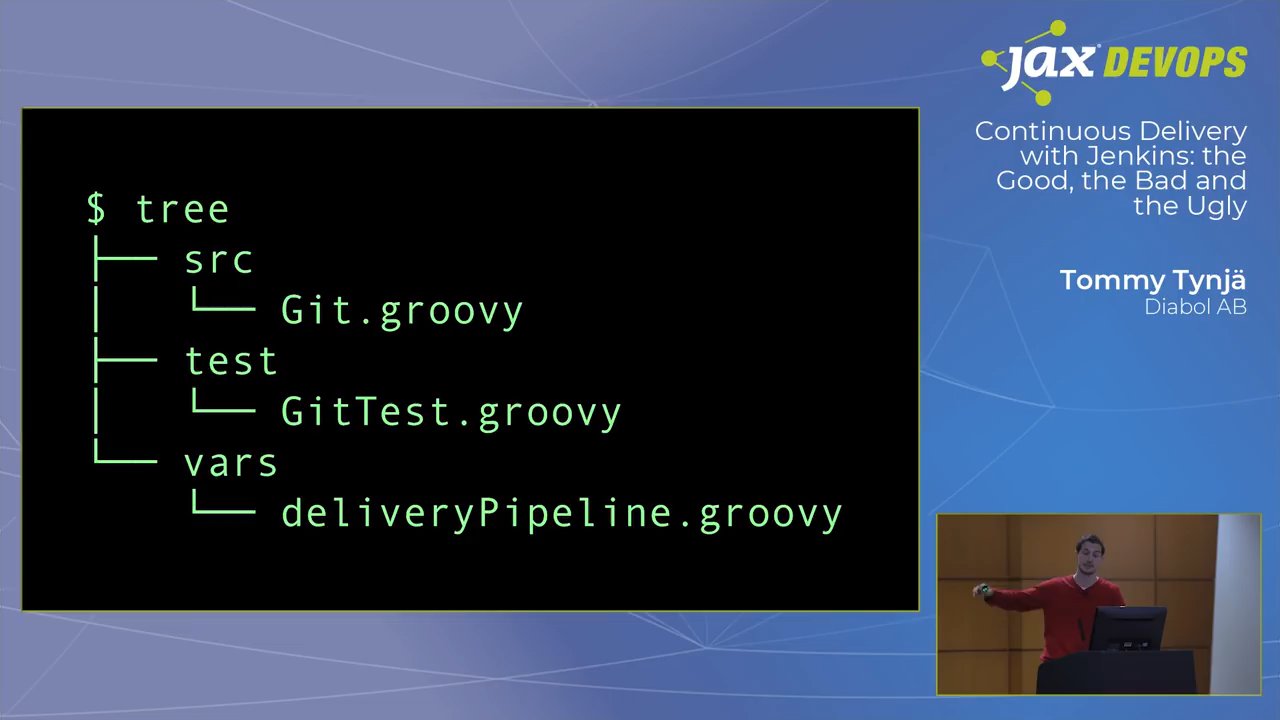 $ tree
├── src
│   └── Git.groovy
├── test
│   └── GitTest.groovy
└── vars
    └── deliveryPipeline.groovy
jax DEVOPS
Continuous Delivery
with Jenkins: the
Good, the Bad and
the Ugly
Tommy Tynjä
Diabol AB